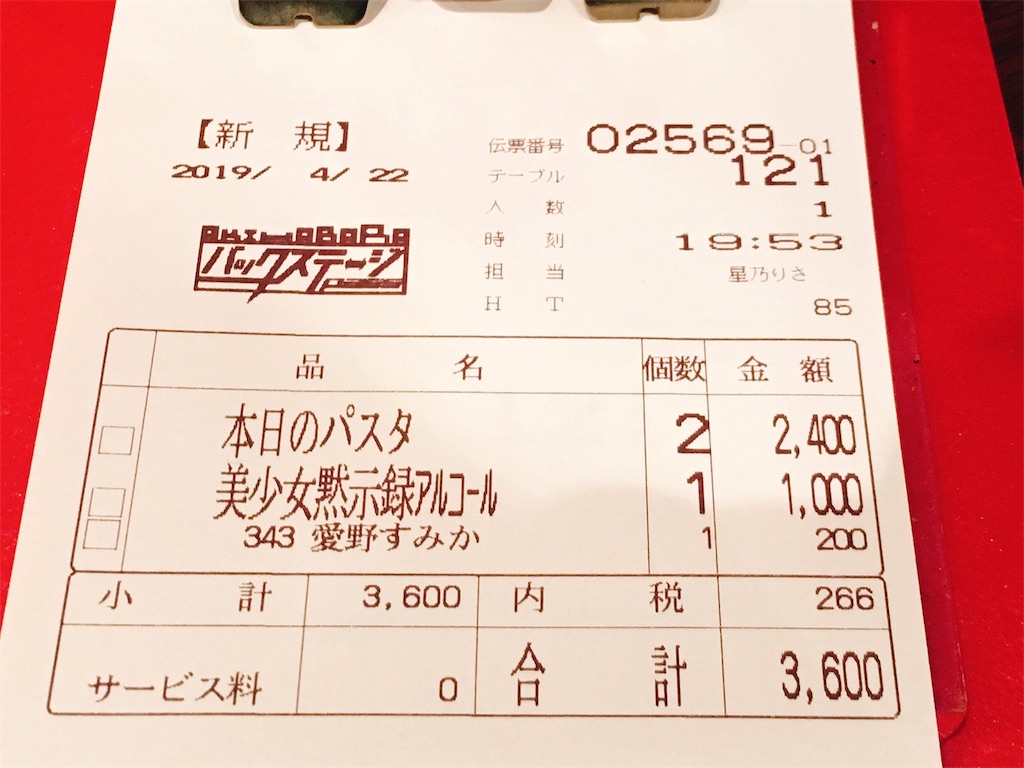 【新　規】
2019/ 4/ 22
伝票番号 02569-01
テーブル 121
人　数 1
時　刻 19:53
担　当 星乃りさ
H　T 85
AKIHABARA
バックステージ
品　名 個数 金　額
本日のパスタ 2 2,400
美少女黙示録ｱﾙｺｰﾙ 1 1,000
343 愛野すみか 1 200
小　計 3,600 内　税 266
サービス料 0 合　計 3,600